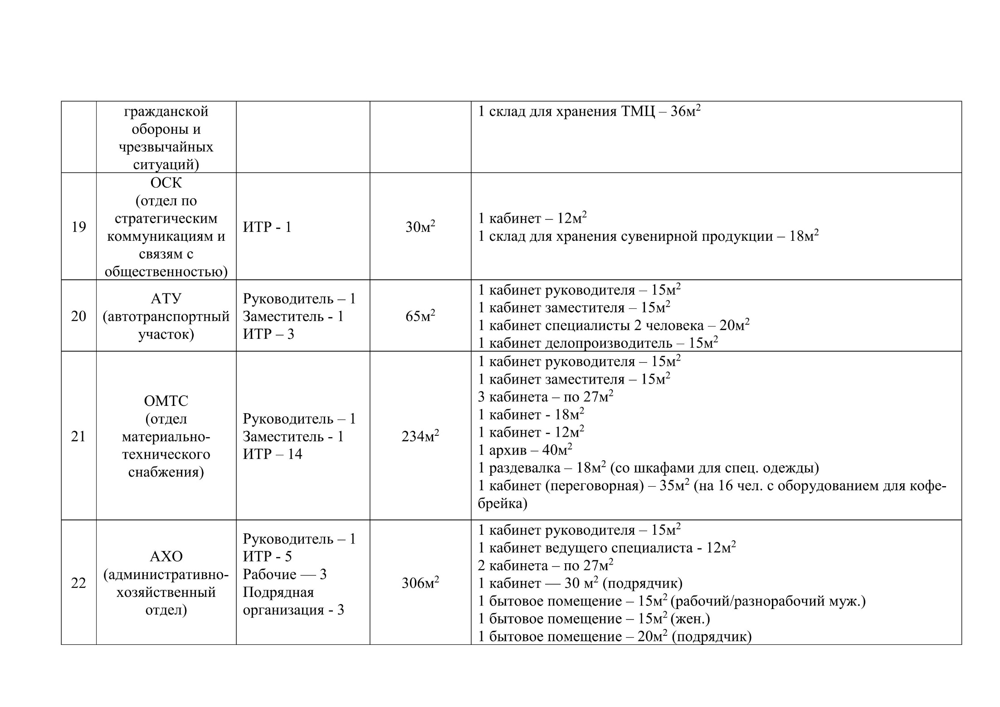 гражданской
обороны и
чрезвычайных
ситуаций)
1 склад для хранения ТМЦ – 36м²
19
ОСК
(отдел по
стратегическим
коммуникациям и
связям с
общественностью)
ИТР - 1
30м²
1 кабинет – 12м²
1 склад для хранения сувенирной продукции – 18м²
20
АТУ
(автотранспортный
участок)
Руководитель – 1
Заместитель - 1
ИТР – 3
65м²
1 кабинет руководителя – 15м²
1 кабинет заместителя – 15м²
1 кабинет специалисты 2 человека – 20м²
1 кабинет делопроизводитель – 15м²
21
ОМТС
(отдел
материально-
технического
снабжения)
Руководитель – 1
Заместитель - 1
ИТР – 14
234м²
1 кабинет руководителя – 15м²
1 кабинет заместителя – 15м²
3 кабинета – по 27м²
1 кабинет - 18м²
1 кабинет - 12м²
1 архив – 40м²
1 раздевалка – 18м² (со шкафами для спец. одежды)
1 кабинет (переговорная) – 35м² (на 16 чел. с оборудованием для кофе-
брейка)
22
АХО
(административно-
хозяйственный
отдел)
Руководитель – 1
ИТР - 5
Рабочие — 3
Подрядная
организация - 3
306м²
1 кабинет руководителя – 15м²
1 кабинет ведущего специалиста - 12м²
2 кабинета – по 27м²
1 кабинет — 30 м² (подрядчик)
1 бытовое помещение – 15м² (рабочий/разнорабочий муж.)
1 бытовое помещение – 15м² (жен.)
1 бытовое помещение – 20м² (подрядчик)